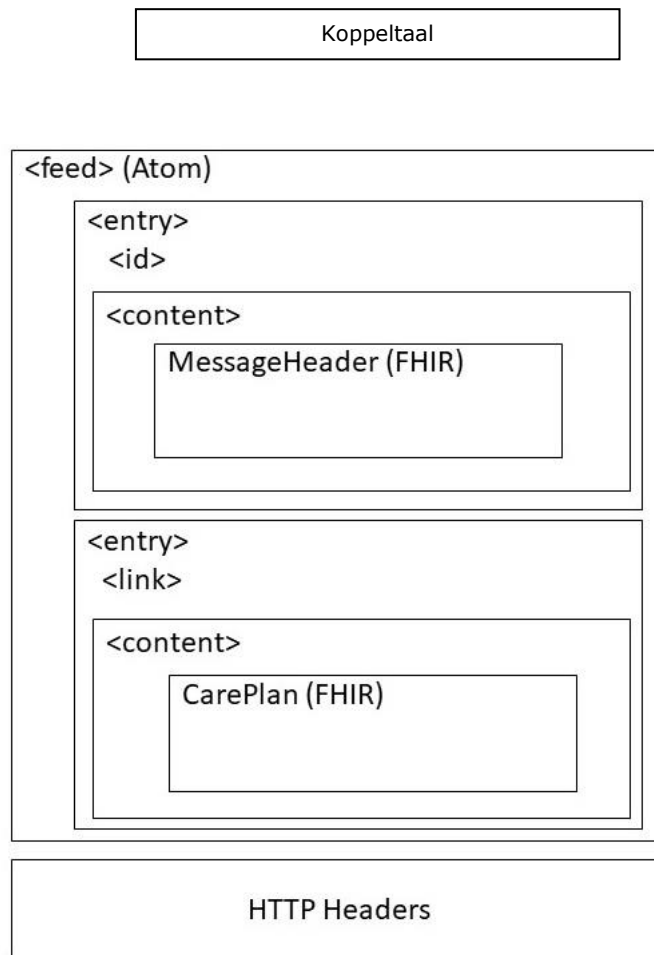 Koppeltaal
<feed> (Atom)
<entry>
<id>
<content>
MessageHeader (FHIR)
<entry>
<link>
<content>
CarePlan (FHIR)
HTTP Headers